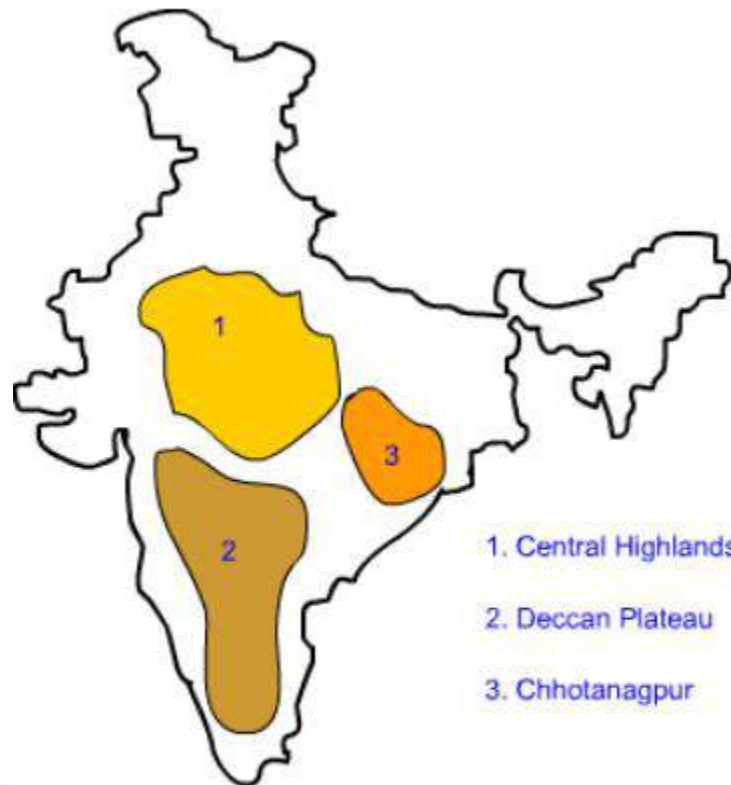 1
2
3
1. Central Highlands
2. Deccan Plateau
3. Chhotanagpur